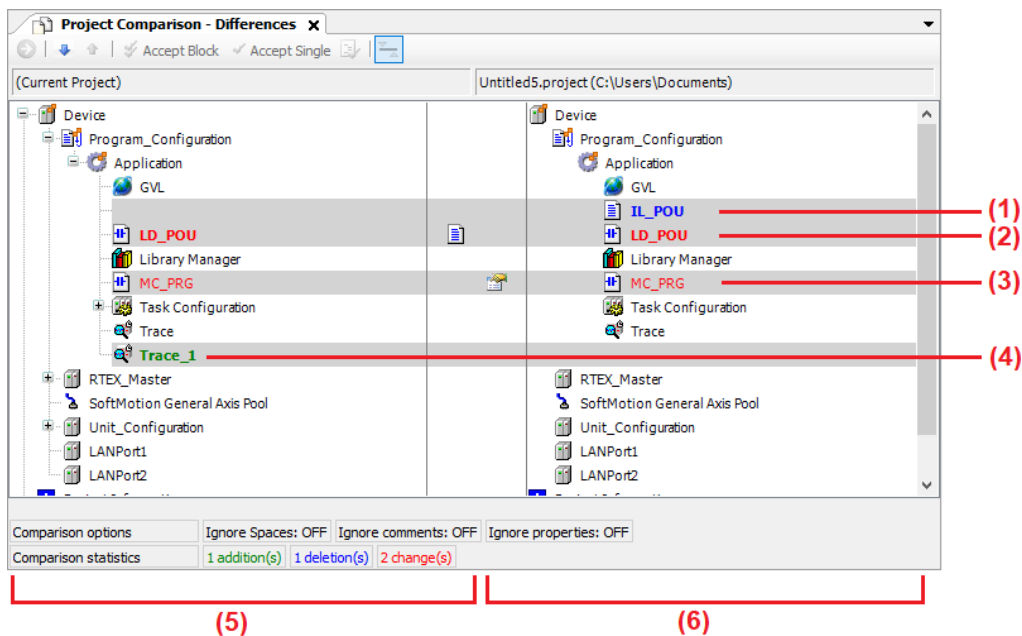 Project Comparison - Differences X
Accept Block Accept Single
(Current Project) Untitled5.project (C:\Users\Documents)
Device Device
Program_Configuration Program_Configuration
Application Application
GVL GVL
IL_POU (1)
LD_POU LD_POU (2)
Library Manager Library Manager
MC_PRG MC_PRG (3)
Task Configuration Task Configuration
Trace Trace
Trace_1 (4)
RTEX_Master RTEX_Master
SoftMotion General Axis Pool SoftMotion General Axis Pool
Unit_Configuration Unit_Configuration
LANPort1 LANPort1
LANPort2 LANPort2
Comparison options Ignore Spaces: OFF Ignore comments: OFF Ignore properties: OFF
Comparison statistics 1 addition(s) 1 deletion(s) 2 change(s)
(5) (6)